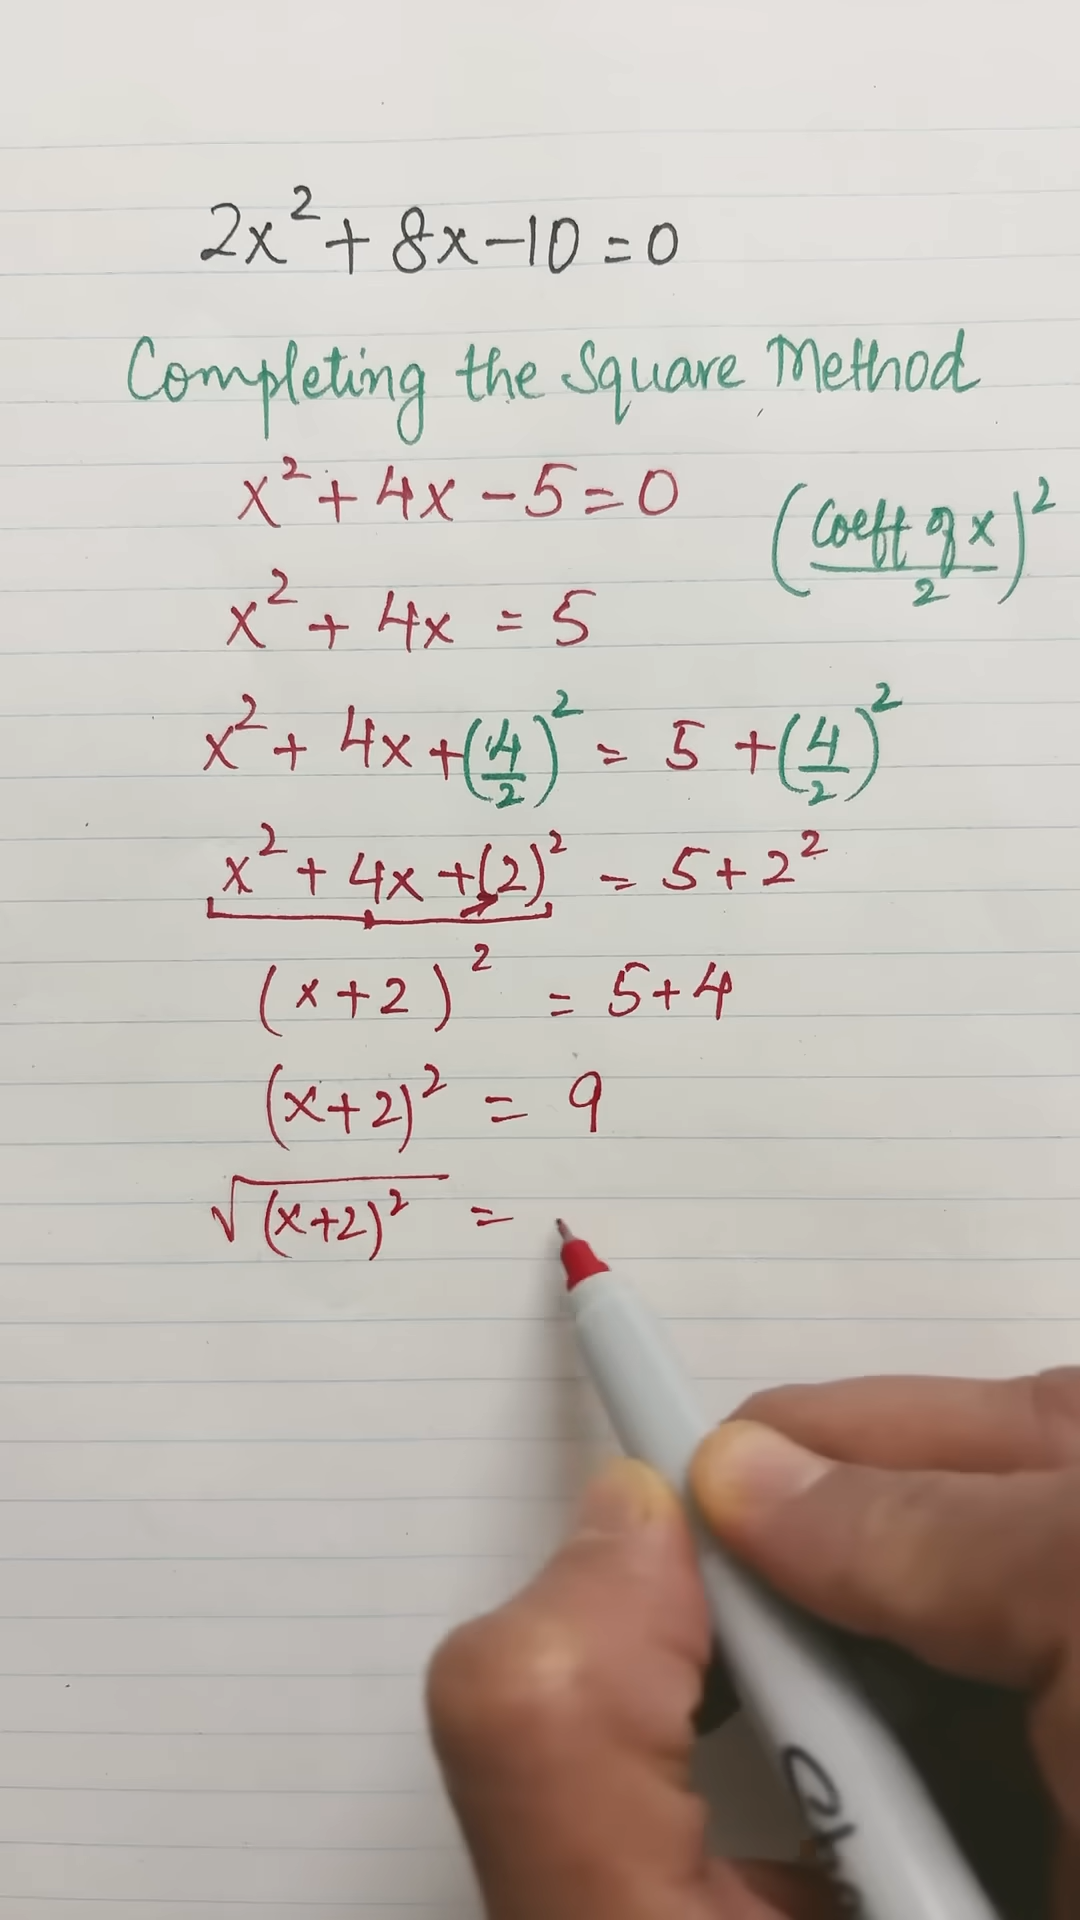 2x² + 8x - 10 = 0
Completing the Square Method
x² + 4x - 5 = 0
(Coeff of x / 2)²
x² + 4x = 5
x² + 4x + (4/2)² = 5 + (4/2)²
x² + 4x + (2)² = 5 + 2²
(x + 2)² = 5 + 4
(x + 2)² = 9
√(x + 2)² =